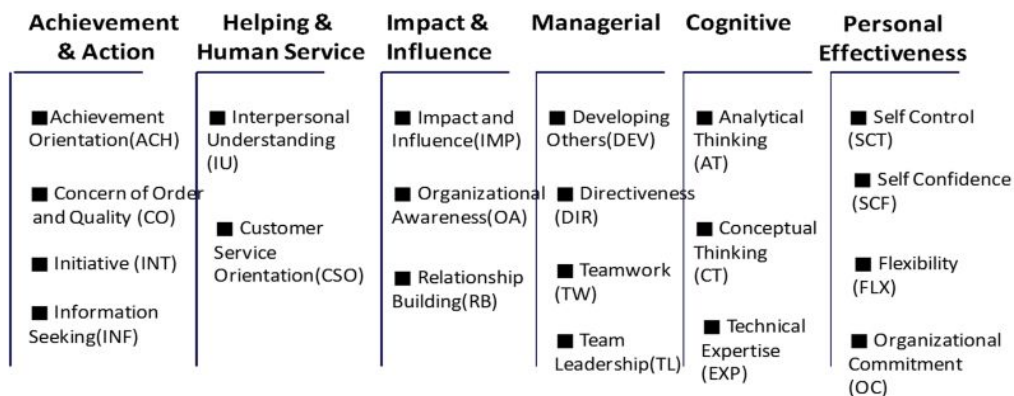 Achievement
& Action
Helping &
Human Service
Impact &
Influence
Managerial
Cognitive
Personal
Effectiveness
■Achievement
Orientation(ACH)
■ Concern of Order
and Quality (CO)
■ Initiative (INT)
■ Information
Seeking(INF)
■ Interpersonal
Understanding
(IU)
■ Customer
Service
Orientation(CSO)
■ Impact and
Influence(IMP)
■ Organizational
Awareness(OA)
■ Relationship
Building(RB)
■ Developing
Others(DEV)
■ Directiveness
(DIR)
■ Teamwork
(TW)
■ Team
Leadership(TL)
■ Analytical
Thinking
(AT)
■ Conceptual
Thinking
(CT)
■ Technical
Expertise
(EXP)
■ Self Control
(SCT)
■ Self Confidence
(SCF)
■ Flexibility
(FLX)
■ Organizational
Commitment
(OC)